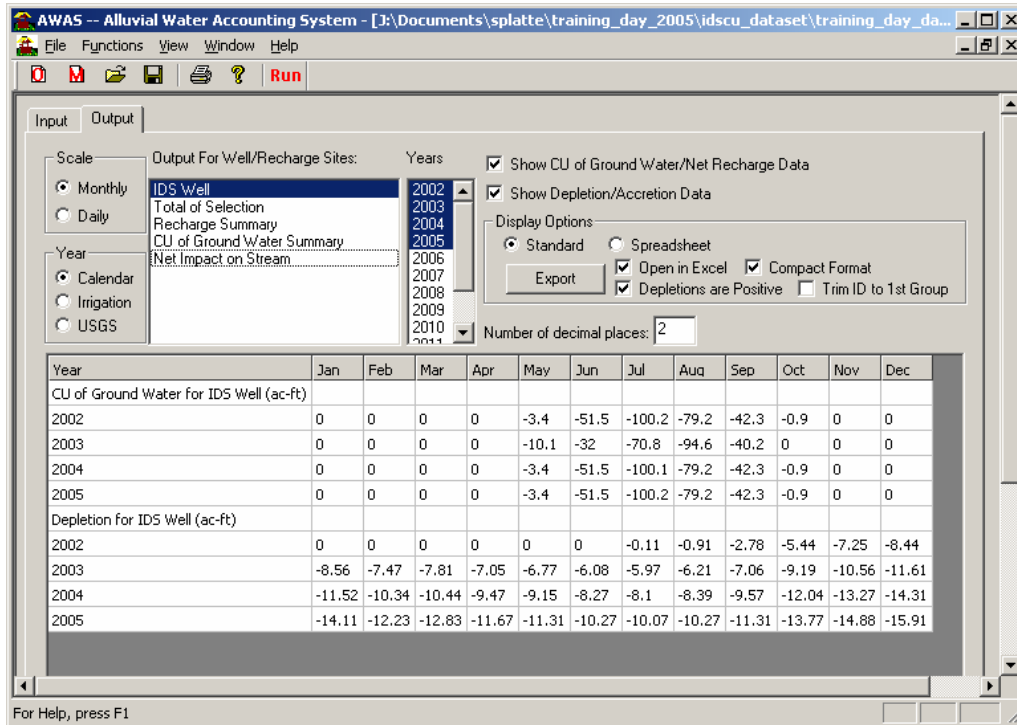 AWAS -- Alluvial Water Accounting System - [J:\Documents\splatte\training_day_2005\idscu_dataset\training_day_da...
File Functions View Window Help
Run
Input Output
Scale
Monthly
Daily
Year
Calendar
Irrigation
USGS
Output For Well/Recharge Sites:
IDS Well
Total of Selection
Recharge Summary
CU of Ground Water Summary
Net Impact on Stream
Years
2002
2003
2004
2005
2006
2007
2008
2009
2010
2011
Show CU of Ground Water/Net Recharge Data
Show Depletion/Accretion Data
Display Options
Standard Spreadsheet
Export
Open in Excel Compact Format
Depletions are Positive Trim ID to 1st Group
Number of decimal places: 2
Year Jan Feb Mar Apr May Jun Jul Aug Sep Oct Nov Dec
CU of Ground Water for IDS Well (ac-ft)
2002 0 0 0 0 -3.4 -51.5 -100.2 -79.2 -42.3 -0.9 0 0
2003 0 0 0 0 -10.1 -32 -70.8 -94.6 -40.2 0 0 0
2004 0 0 0 0 -3.4 -51.5 -100.1 -79.2 -42.3 -0.9 0 0
2005 0 0 0 0 -3.4 -51.5 -100.2 -79.2 -42.3 -0.9 0 0
Depletion for IDS Well (ac-ft)
2002 0 0 0 0 0 0 -0.11 -0.91 -2.78 -5.44 -7.25 -8.44
2003 -8.56 -7.47 -7.81 -7.05 -6.77 -6.08 -5.97 -6.21 -7.06 -9.19 -10.56 -11.61
2004 -11.52 -10.34 -10.44 -9.47 -9.15 -8.27 -8.1 -8.39 -9.57 -12.04 -13.27 -14.31
2005 -14.11 -12.23 -12.83 -11.67 -11.31 -10.27 -10.07 -10.27 -11.31 -13.77 -14.88 -15.91
For Help, press F1